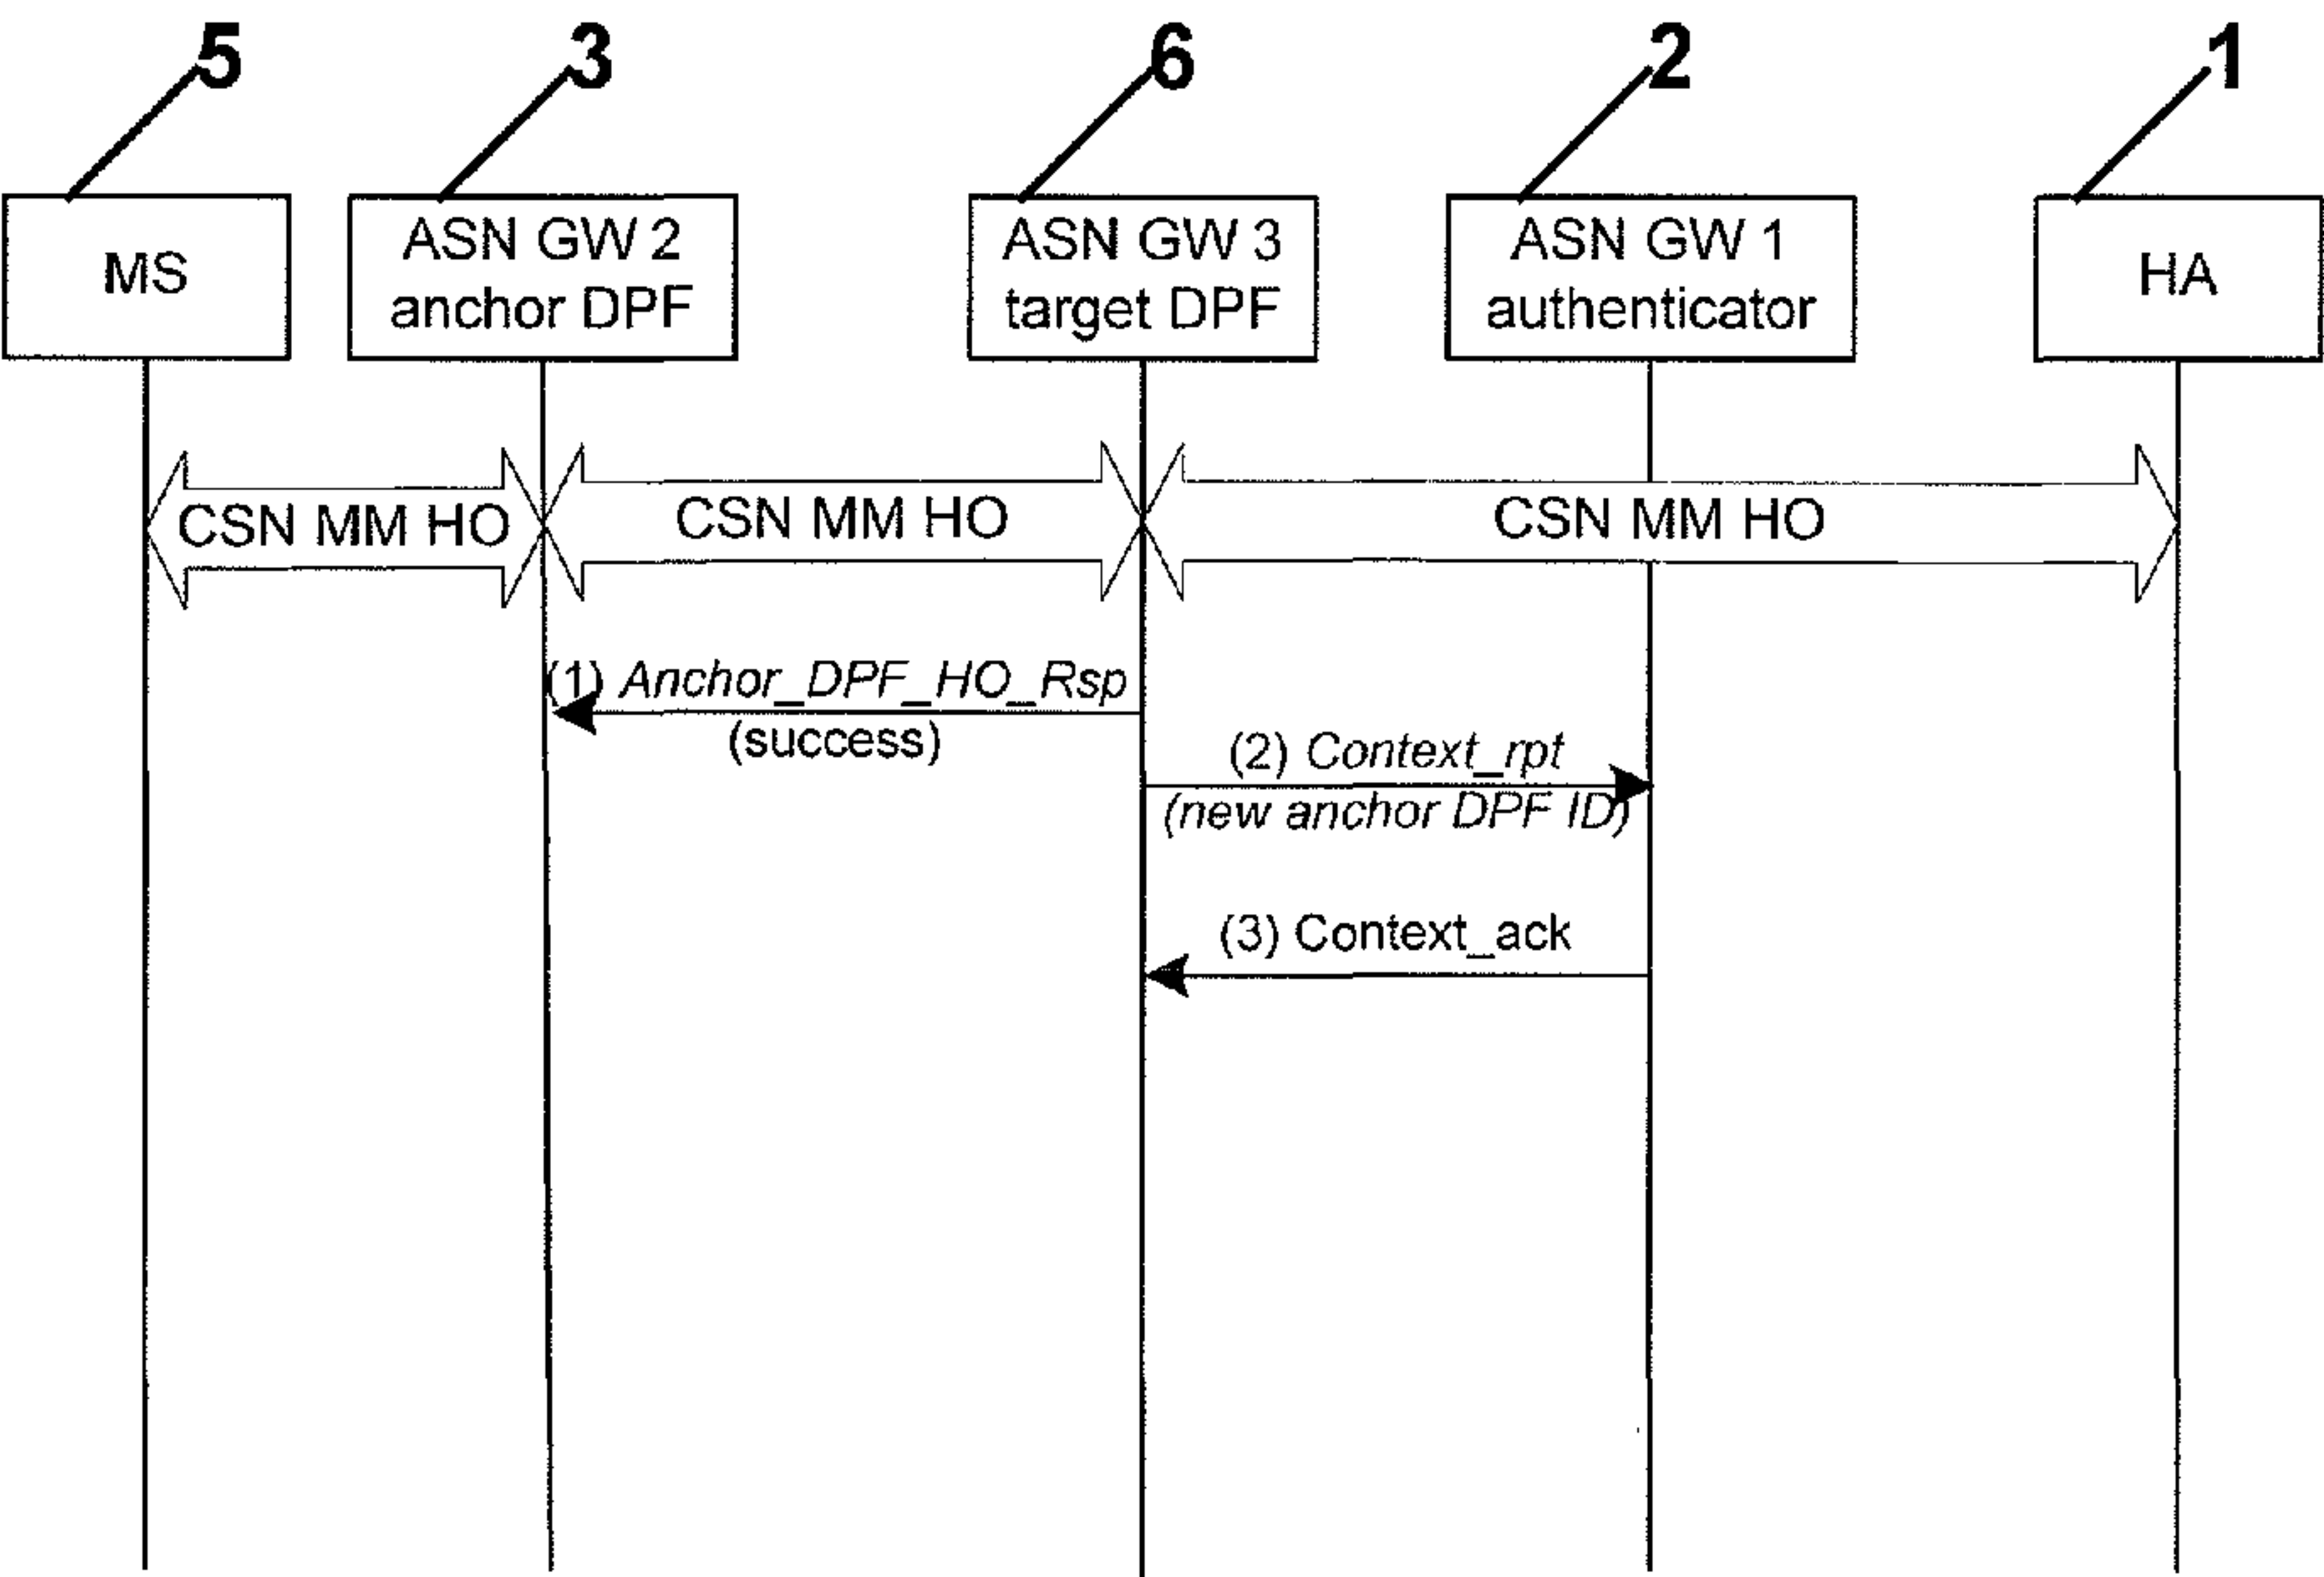 5
3
6
2
1
MS
ASN GW 2
anchor DPF
ASN GW 3
target DPF
ASN GW 1
authenticator
HA
CSN MM HO
CSN MM HO
CSN MM HO
(1) Anchor_DPF_HO_Rsp
(success)
(2) Context_rpt
(new anchor DPF ID)
(3) Context_ack